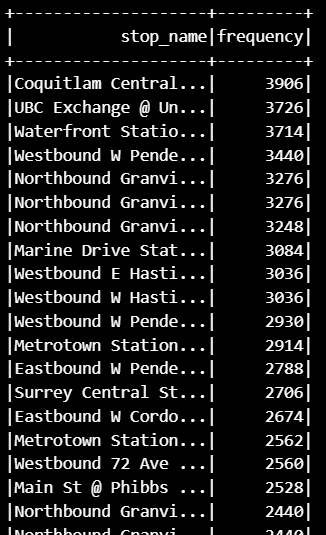 +--------------------+---------+
|           stop_name|frequency|
+--------------------+---------+
|Coquitlam Central...|     3906|
|UBC Exchange @ Un...|     3726|
|Waterfront Statio...|     3714|
|Westbound W Pende...|     3440|
|Northbound Granvi...|     3276|
|Northbound Granvi...|     3276|
|Northbound Granvi...|     3248|
|Marine Drive Stat...|     3084|
|Westbound E Hasti...|     3036|
|Westbound W Hasti...|     3036|
|Westbound W Pende...|     2930|
|Metrotown Station...|     2914|
|Eastbound W Pende...|     2788|
|Surrey Central St...|     2706|
|Eastbound W Cordo...|     2674|
|Metrotown Station...|     2562|
|Westbound 72 Ave ...|     2560|
|Main St @ Phibbs ...|     2528|
|Northbound Granvi...|     2440|
|Northbound Granvi...|     2440|